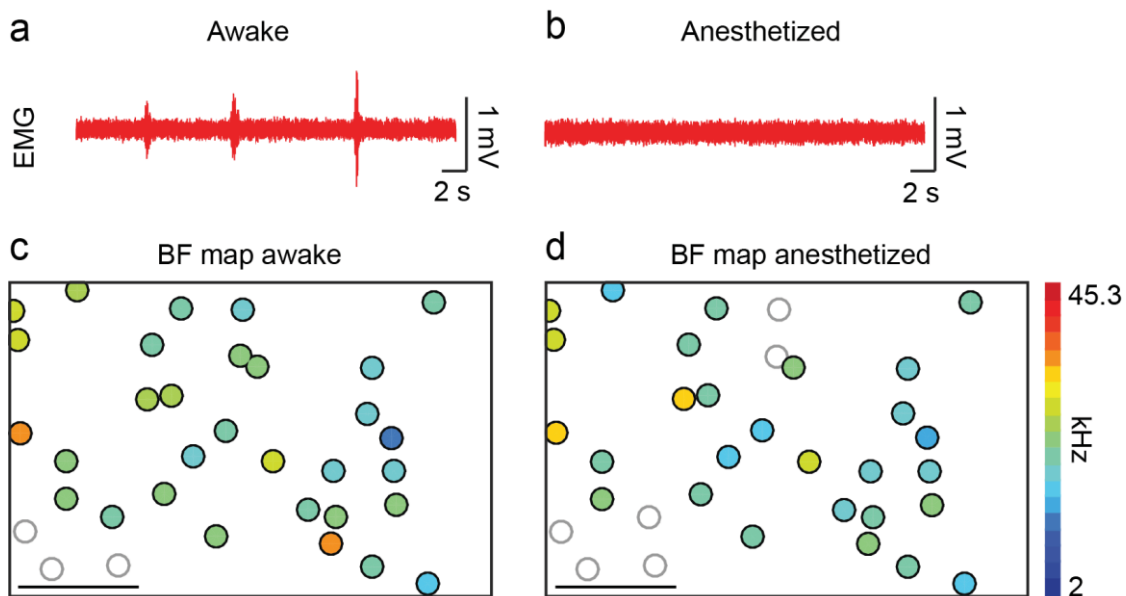 a
Awake
b
Anesthetized
EMG
1 mV
2 s
1 mV
2 s
c
BF map awake
d
BF map anesthetized
45.3
kHz
2